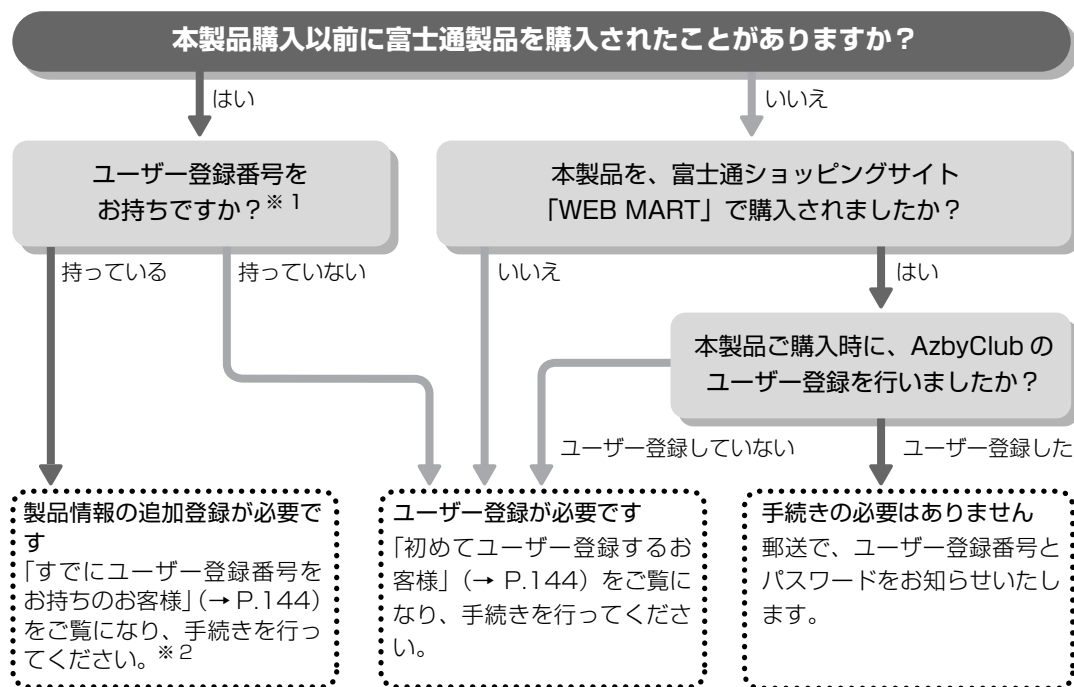 本製品購入以前に富士通製品を購入されたことがありますか？
はい
いいえ
ユーザー登録番号を
お持ちですか？※1
本製品を、富士通ショッピングサイト
「WEB MART」で購入されましたか？
持っている
持っていない
いいえ
はい
本製品ご購入時に、AzbyClub の
ユーザー登録を行いましたか？
ユーザー登録していない
ユーザー登録した
製品情報の追加登録が必要で
す
「すでにユーザー登録番号を
お持ちのお客様」（→ P.144）
をご覧になり、手続きを行っ
てください。※2
ユーザー登録が必要です
「初めてユーザー登録するお
客様」（→ P.144）をご覧に
なり、手続きを行ってくださ
い。
手続きの必要はありません
郵送で、ユーザー登録番号と
パスワードをお知らせいたし
ます。